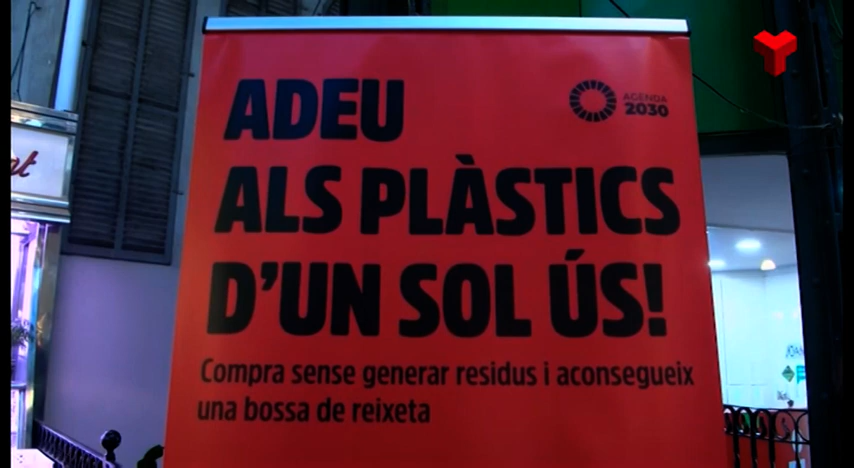 ADEU
AGENDA
2030
ALS PLÀSTICS
D'UN SOL ÚS!
Compra sense generar residus i aconsegueix
una bossa de reixeta